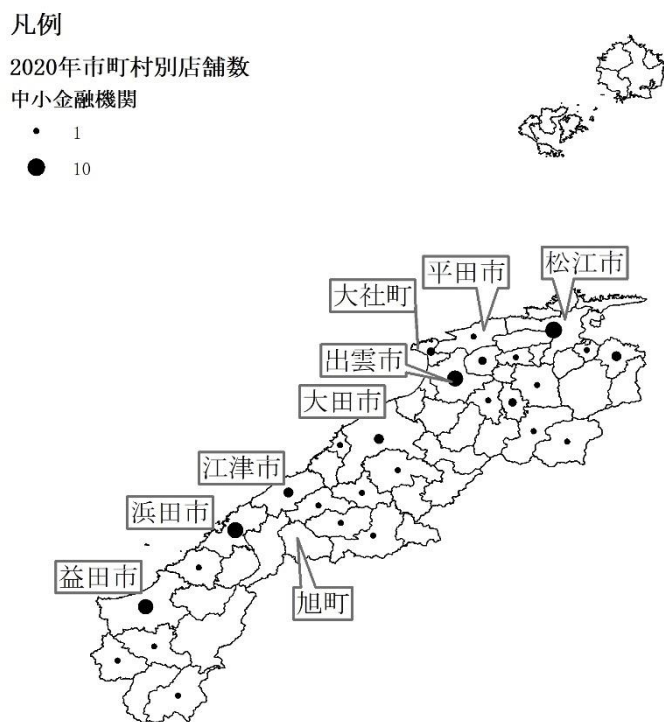 凡例
2020年市町村別店舗数
中小金融機関
1
10
松江市
平田市
大社町
出雲市
大田市
江津市
浜田市
益田市
旭町